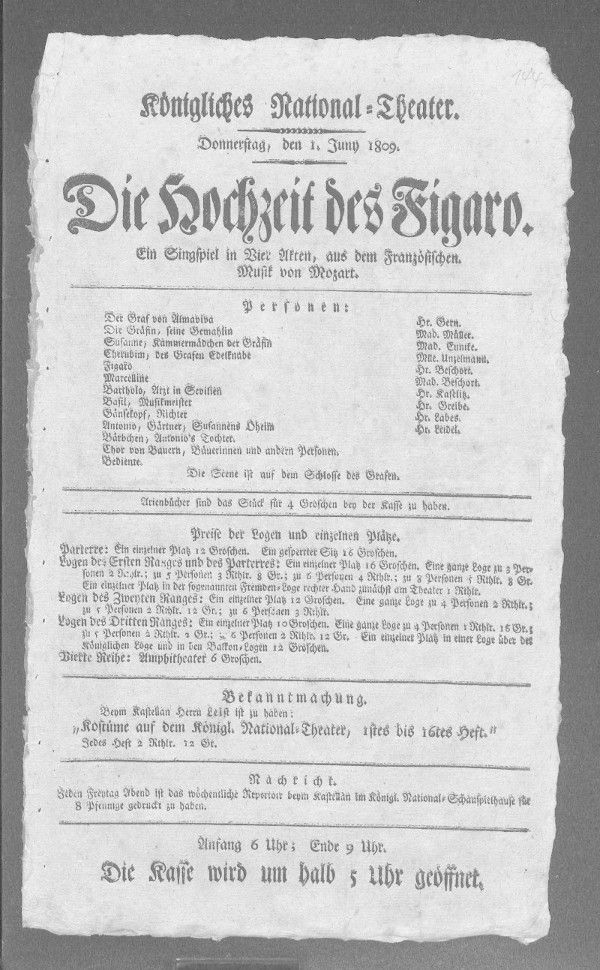 144
Königliches National-Theater.
Donnerstag, den 1. Juny 1809.
Die Hochzeit des Figaro.
Ein Singspiel in Vier Akten, aus dem Französischen.
Musik von Mozart.
Personen:
Der Graf von Almaviva Hr. Gern.
Die Gräfin, seine Gemahlin Mad. Müller.
Susanne, Kammermädchen der Gräfin Mad. Eunike.
Cherubim, des Grafen Edelknabe Mlle. Unzelmann.
Figaro Hr. Beschort.
Marcelline Mad. Beschort.
Bartholo, Arzt in Sevilien Hr. Kaselitz.
Basil, Musikmeister Hr. Greibe.
Gänsekopf, Richter Hr. Labes.
Antonio, Gärtner, Susannens Oheim Hr. Leidel.
Bärbchen, Antonio's Tochter.
Chor von Bauern, Bäuerinnen und andern Personen.
Bediente.
Die Scene ist auf dem Schlosse des Grafen.
Arienbücher sind das Stück für 4 Groschen bey der Kasse zu haben.
Preise der Logen und einzelnen Plätze.
Parterre: Ein einzelner Platz 12 Groschen. Ein gesperrter Sitz 16 Groschen.
Logen des Ersten Ranges und des Parterres: Ein einzelner Platz 16 Groschen. Eine ganze Loge zu 3 Per-
sonen 2 Rthlr.; zu 5 Personen 3 Rthlr. 8 Gr.; zu 6 Personen 4 Rthlr.; zu 8 Personen 5 Rthlr. 8 Gr.
Ein einzelner Platz in der sogenannten Fremden-Loge rechter Hand zunächst am Theater 1 Rthlr.
Logen des Zweyten Ranges: Ein einzelner Platz 12 Groschen. Eine ganze Loge zu 4 Personen 2 Rthlr.;
zu 5 Personen 2 Rthlr. 12 Gr.; zu 6 Personen 3 Rthlr.
Logen des Dritten Ranges: Ein einzelner Platz 10 Groschen. Eine ganze Loge zu 4 Personen 1 Rthlr. 16 Gr.;
zu 5 Personen 2 Rthlr. 2 Gr.; zu 6 Personen 2 Rthlr. 12 Gr. Ein einzelner Platz in einer Loge über der
Königlichen Loge und in den Balkon-Logen 12 Groschen.
Vierte Reihe: Amphitheater 6 Groschen.
Bekanntmachung.
Beym Kastellan Herrn Leist ist zu haben:
„Kostüme auf dem Königl. National-Theater, 1stes bis 16tes Heft."
Jedes Heft 2 Rthlr. 12 Gr.
Nachricht.
Jeden Freytag Abend ist das wöchentliche Repertoir beym Kastellan im Königl. National-Schauspielhause für
8 Pfennige gedruckt zu haben.
Anfang 6 Uhr; Ende 9 Uhr.
Die Kasse wird um halb 5 Uhr geöffnet.